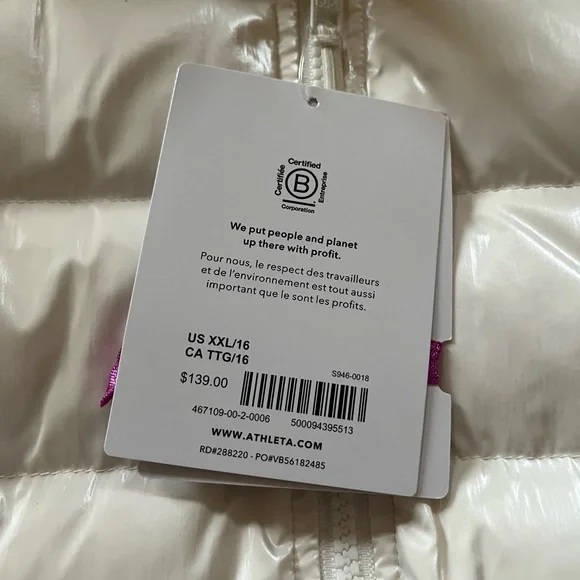 Certified
Certifiée
B
Entreprise
Corporation
We put people and planet
up there with profit.
Pour nous, le respect des travailleurs
et de l'environnement est tout aussi
important que le sont les profits.
US XXL/16
CA TTG/16
S946-0018
$139.00
467109-00-2-0006 500094395513
WWW.ATHLETA.COM
RD#288220 - PO#VB56182485